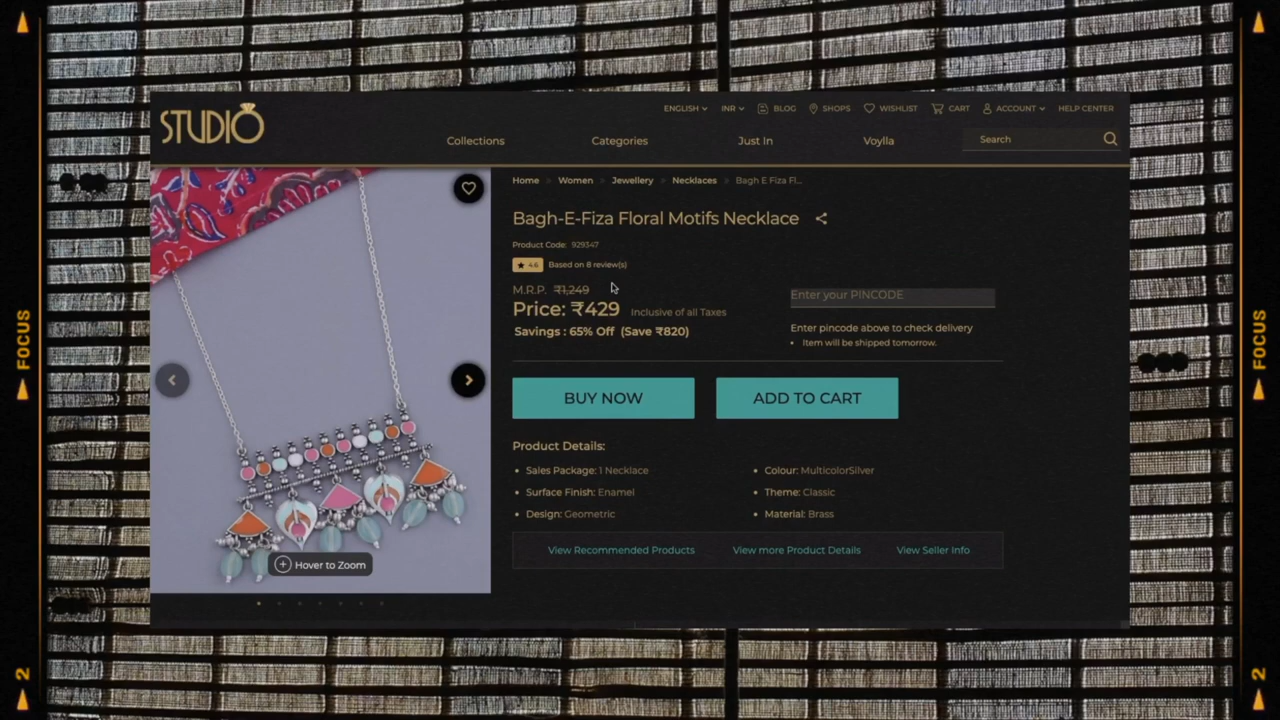 STUDIO
ENGLISH INR BLOG SHOPS WISHLIST CART ACCOUNT HELP CENTER
Collections Categories Just In Voylla Search
Home > Women > Jewellery > Necklaces > Bagh E Fiza Fl...
Bagh-E-Fiza Floral Motifs Necklace
Product Code: 929347
★ 4.6 Based on 8 review(s)
M.R.P. ₹1,249
Enter your PINCODE
Price: ₹429 Inclusive of all Taxes
Savings : 65% Off (Save ₹820)
Enter pincode above to check delivery
• Item will be shipped tomorrow.
BUY NOW ADD TO CART
Product Details:
• Sales Package: 1 Necklace • Colour: MulticolorSilver
• Surface Finish: Enamel • Theme: Classic
• Design: Geometric • Material: Brass
View Recommended Products View more Product Details View Seller Info
Hover to Zoom
FOCUS
FOCUS
2
2